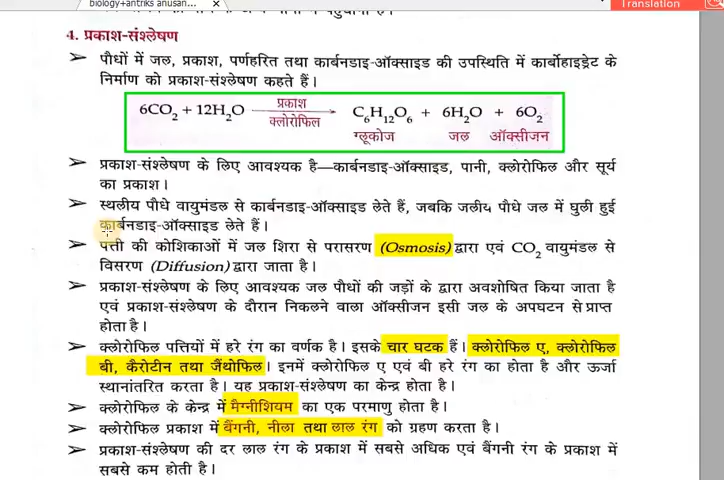 biology+antriks anusan...
Translation
4. प्रकाश-संश्लेषण
➤ पौधों में जल, प्रकाश, पर्णहरित तथा कार्बनडाइ-ऑक्साइड की उपस्थिति में कार्बोहाइड्रेट के
निर्माण को प्रकाश-संश्लेषण कहते हैं।
6CO₂ + 12H₂O प्रकाश क्लोरोफिल → C₆H₁₂O₆ + 6H₂O + 6O₂
ग्लूकोज जल ऑक्सीजन
➤ प्रकाश-संश्लेषण के लिए आवश्यक है—कार्बनडाइ-ऑक्साइड, पानी, क्लोरोफिल और सूर्य
का प्रकाश।
➤ स्थलीय पौधे वायुमंडल से कार्बनडाइ-ऑक्साइड लेते हैं, जबकि जलीय पौधे जल में घुली हुई
कार्बनडाइ-ऑक्साइड लेते हैं।
➤ पत्ती की कोशिकाओं में जल शिरा से परासरण (Osmosis) द्वारा एवं CO₂ वायुमंडल से
विसरण (Diffusion) द्वारा जाता है।
➤ प्रकाश-संश्लेषण के लिए आवश्यक जल पौधों की जड़ों के द्वारा अवशोषित किया जाता है
एवं प्रकाश-संश्लेषण के दौरान निकलने वाला ऑक्सीजन इसी जल के अपघटन से प्राप्त
होता है।
➤ क्लोरोफिल पत्तियों में हरे रंग का वर्णक है। इसके चार घटक हैं। क्लोरोफिल ए, क्लोरोफिल
बी, कैरोटीन तथा जैंथोफिल। इनमें क्लोरोफिल ए एवं बी हरे रंग का होता है और ऊर्जा
स्थानांतरित करता है। यह प्रकाश-संश्लेषण का केन्द्र होता है।
➤ क्लोरोफिल के केन्द्र में मैग्नीशियम का एक परमाणु होता है।
➤ क्लोरोफिल प्रकाश में बैंगनी, नीला तथा लाल रंग को ग्रहण करता है।
➤ प्रकाश-संश्लेषण की दर लाल रंग के प्रकाश में सबसे अधिक एवं बैंगनी रंग के प्रकाश में
सबसे कम होती है।